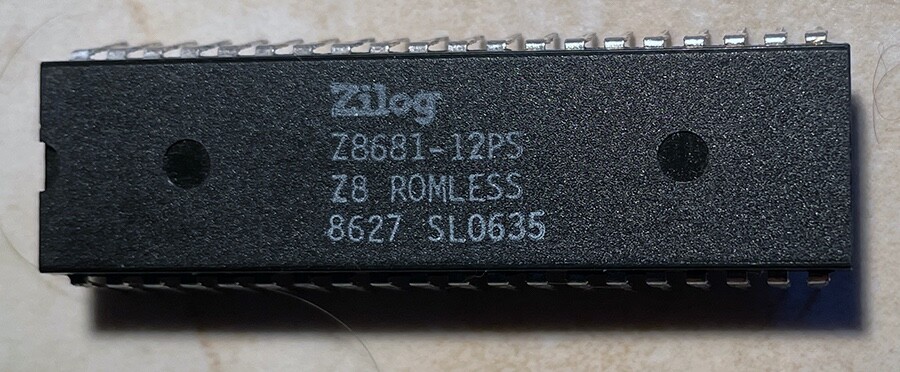 Zilog
Z8681-12PS
Z8 ROMLESS
8627 SL0635